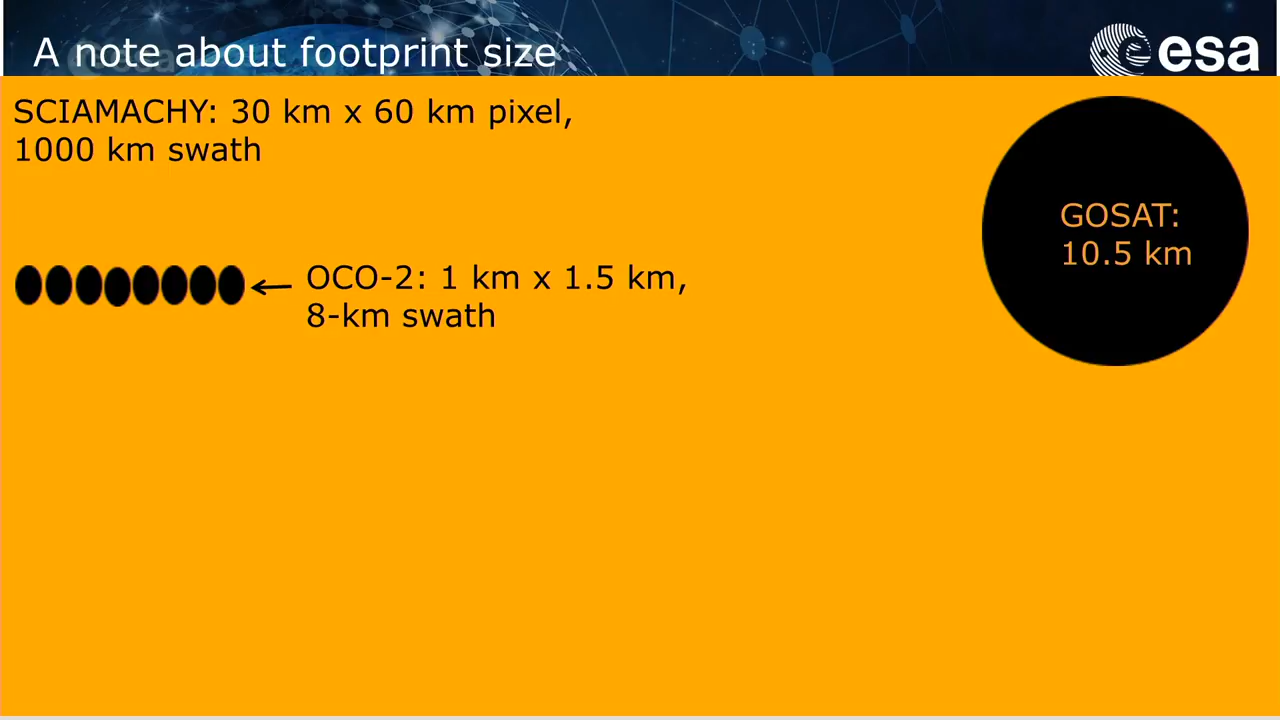 A note about footprint size
esa
SCIAMACHY: 30 km x 60 km pixel,
1000 km swath
GOSAT:
10.5 km
OCO-2: 1 km x 1.5 km,
8-km swath